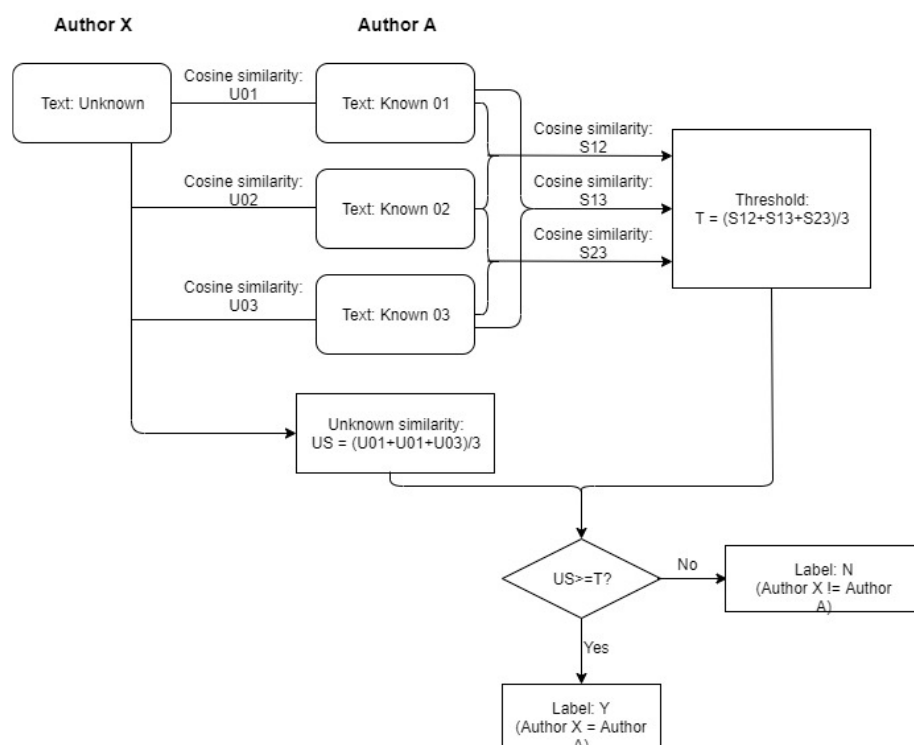 Author X
Author A
Text: Unknown
Cosine similarity:
U01
Text: Known 01
Cosine similarity:
S12
Cosine similarity:
U02
Text: Known 02
Cosine similarity:
S13
Threshold:
T = (S12+S13+S23)/3
Cosine similarity:
S23
Cosine similarity:
U03
Text: Known 03
Unknown similarity:
US = (U01+U01+U03)/3
US>=T?
No
Label: N
(Author X != Author
A)
Yes
Label: Y
(Author X = Author
A)